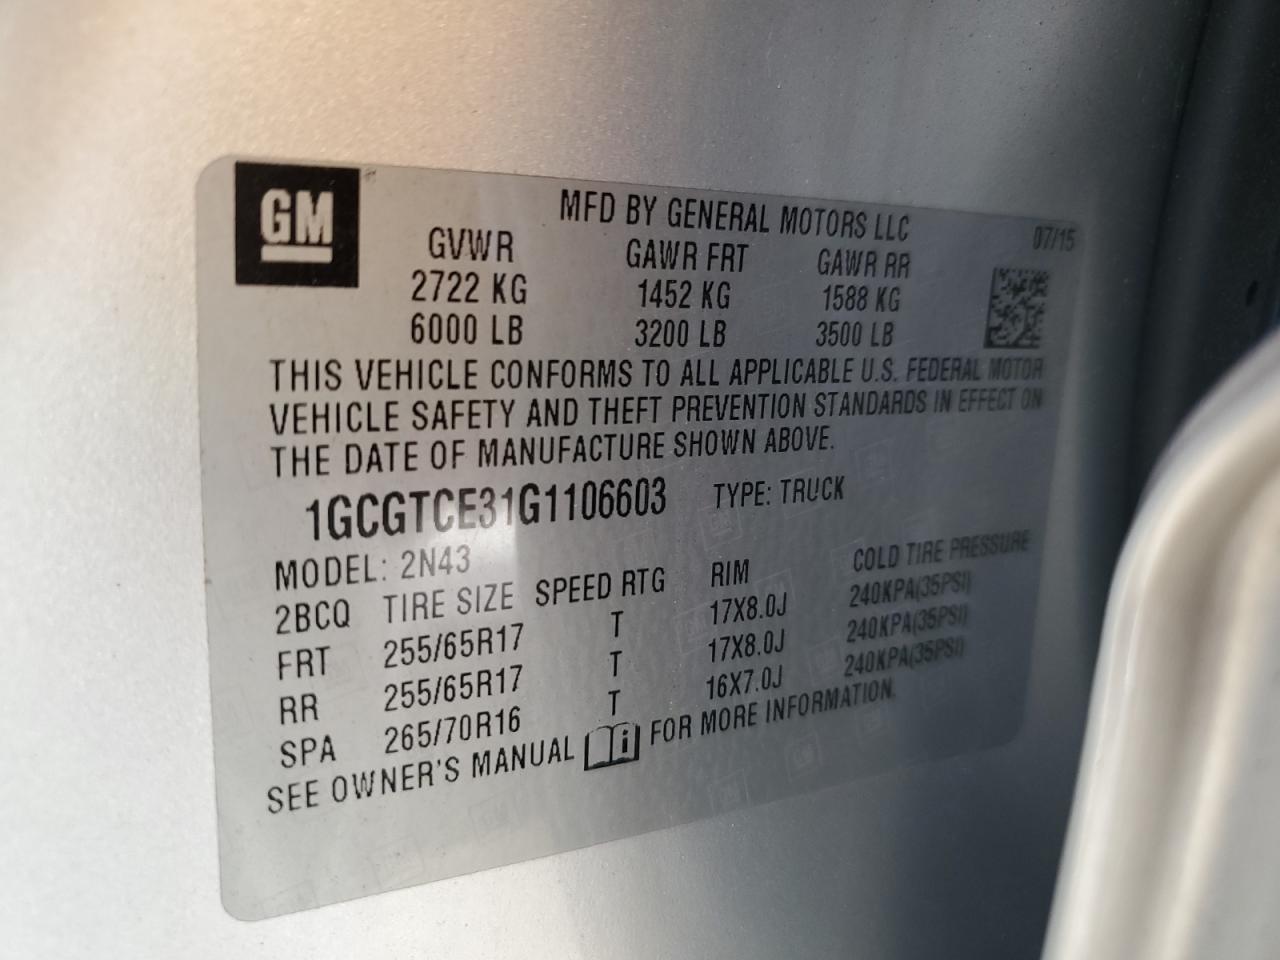 GM
MFD BY GENERAL MOTORS LLC
07/15
GVWR GAWR FRT GAWR RR
2722 KG 1452 KG 1588 KG
6000 LB 3200 LB 3500 LB
THIS VEHICLE CONFORMS TO ALL APPLICABLE U.S. FEDERAL MOTOR
VEHICLE SAFETY AND THEFT PREVENTION STANDARDS IN EFFECT ON
THE DATE OF MANUFACTURE SHOWN ABOVE.
1GCGTCE31G1106603 TYPE: TRUCK
MODEL: 2N43
2BCQ TIRE SIZE SPEED RTG RIM COLD TIRE PRESSURE
FRT 255/65R17 T 17X8.0J 240KPA(35PSI)
RR 255/65R17 T 17X8.0J 240KPA(35PSI)
SPA 265/70R16 T 16X7.0J 240KPA(35PSI)
SEE OWNER'S MANUAL i FOR MORE INFORMATION.